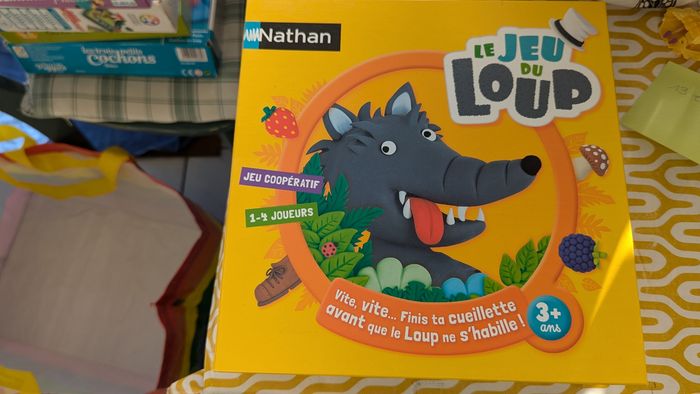 Les trois petits
cochons
Nathan
LE JEU
DU
LOUP
JEU COOPÉRATIF
1-4 JOUEURS
Vite, vite... Finis ta cueillette
avant que le Loup ne s'habille !
3+
ans